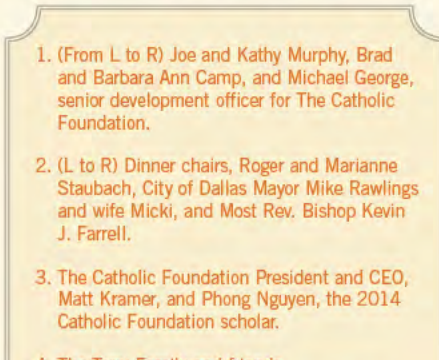 1. (From L to R) Joe and Kathy Murphy, Brad
and Barbara Ann Camp, and Michael George,
senior development officer for The Catholic
Foundation.
2. (L to R) Dinner chairs, Roger and Marianne
Staubach, City of Dallas Mayor Mike Rawlings
and wife Micki, and Most Rev. Bishop Kevin
J. Farrell.
3. The Catholic Foundation President and CEO,
Matt Kramer, and Phong Nguyen, the 2014
Catholic Foundation scholar.